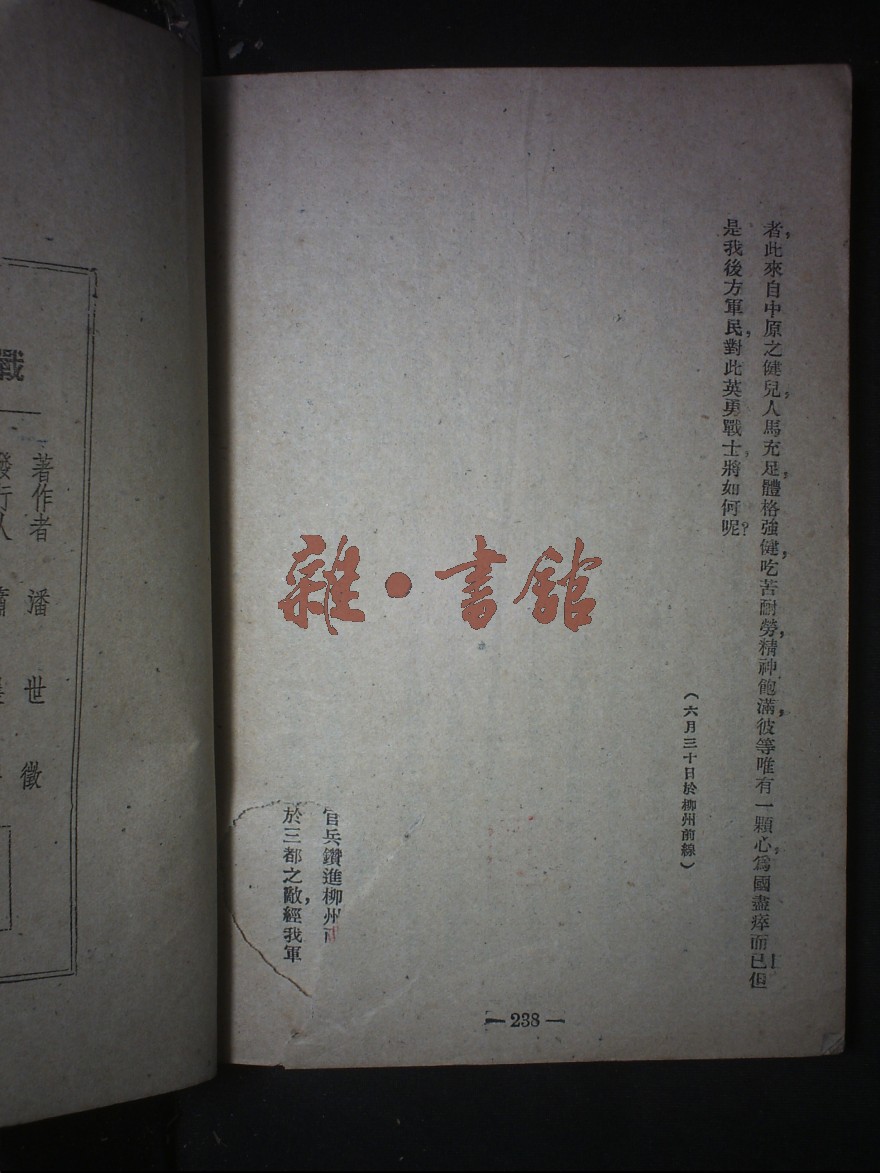 者，此來自中原之健兒，人馬充足，體格強健，吃苦耐勞，精神飽滿，彼等唯有一顆心，爲國盡瘁而已！但
是我後方軍民，對此英勇戰士，將如何呢？
（六月三十日於柳州前線）
官兵鑽進柳州
於三都之敵，經我軍
—238—
雜·書館
戰
著作者 潘世徵
發行人 蕭